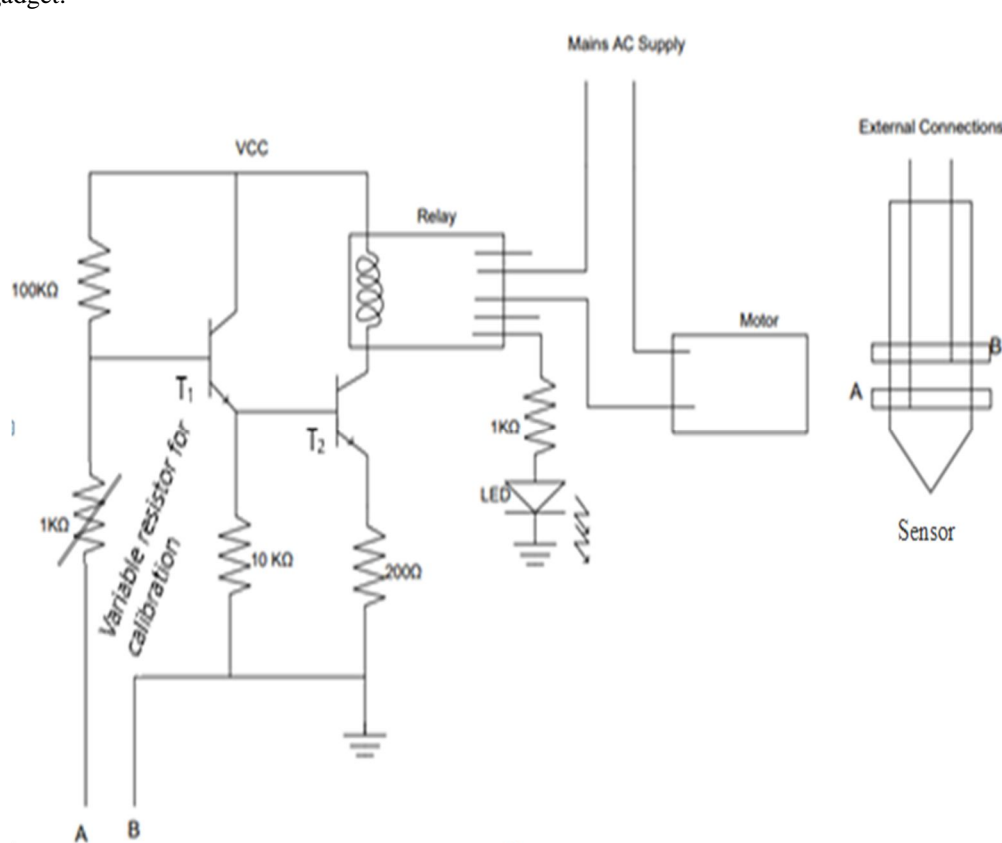 gadget.
Mains AC Supply
External Connections
VCC
Relay
100KΩ
Motor
B
A
T1
1KΩ
T2
LED
Sensor
1KΩ
Variable resistor for
calibration
10 KΩ
200Ω
A
B